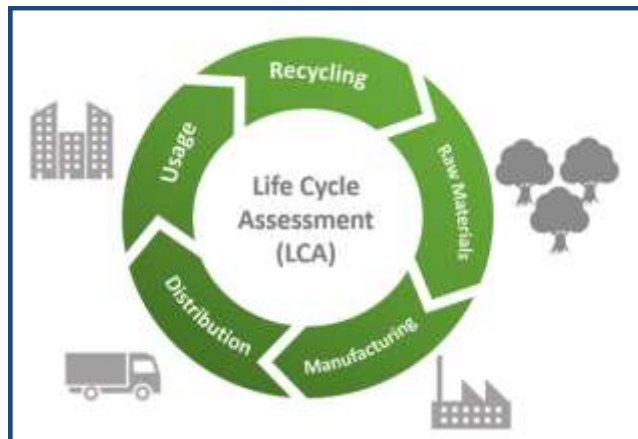 Recycling
Raw Materials
Manufacturing
Distribution
Usage
Life Cycle
Assessment
(LCA)